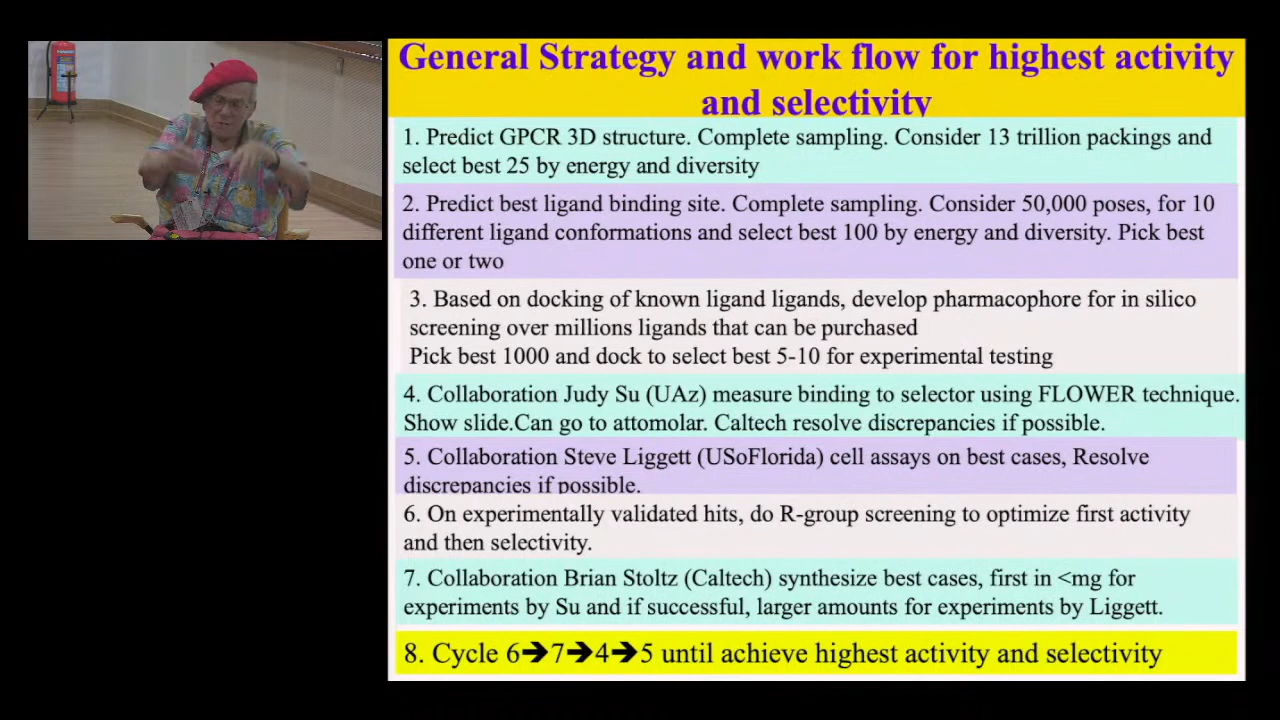 General Strategy and work flow for highest activity
and selectivity
1. Predict GPCR 3D structure. Complete sampling. Consider 13 trillion packings and
select best 25 by energy and diversity
2. Predict best ligand binding site. Complete sampling. Consider 50,000 poses, for 10
different ligand conformations and select best 100 by energy and diversity. Pick best
one or two
3. Based on docking of known ligand ligands, develop pharmacophore for in silico
screening over millions ligands that can be purchased
Pick best 1000 and dock to select best 5-10 for experimental testing
4. Collaboration Judy Su (UAz) measure binding to selector using FLOWER technique.
Show slide.Can go to attomolar. Caltech resolve discrepancies if possible.
5. Collaboration Steve Liggett (USoFlorida) cell assays on best cases, Resolve
discrepancies if possible.
6. On experimentally validated hits, do R-group screening to optimize first activity
and then selectivity.
7. Collaboration Brian Stoltz (Caltech) synthesize best cases, first in <mg for
experiments by Su and if successful, larger amounts for experiments by Liggett.
8. Cycle 6➔7➔4➔5 until achieve highest activity and selectivity